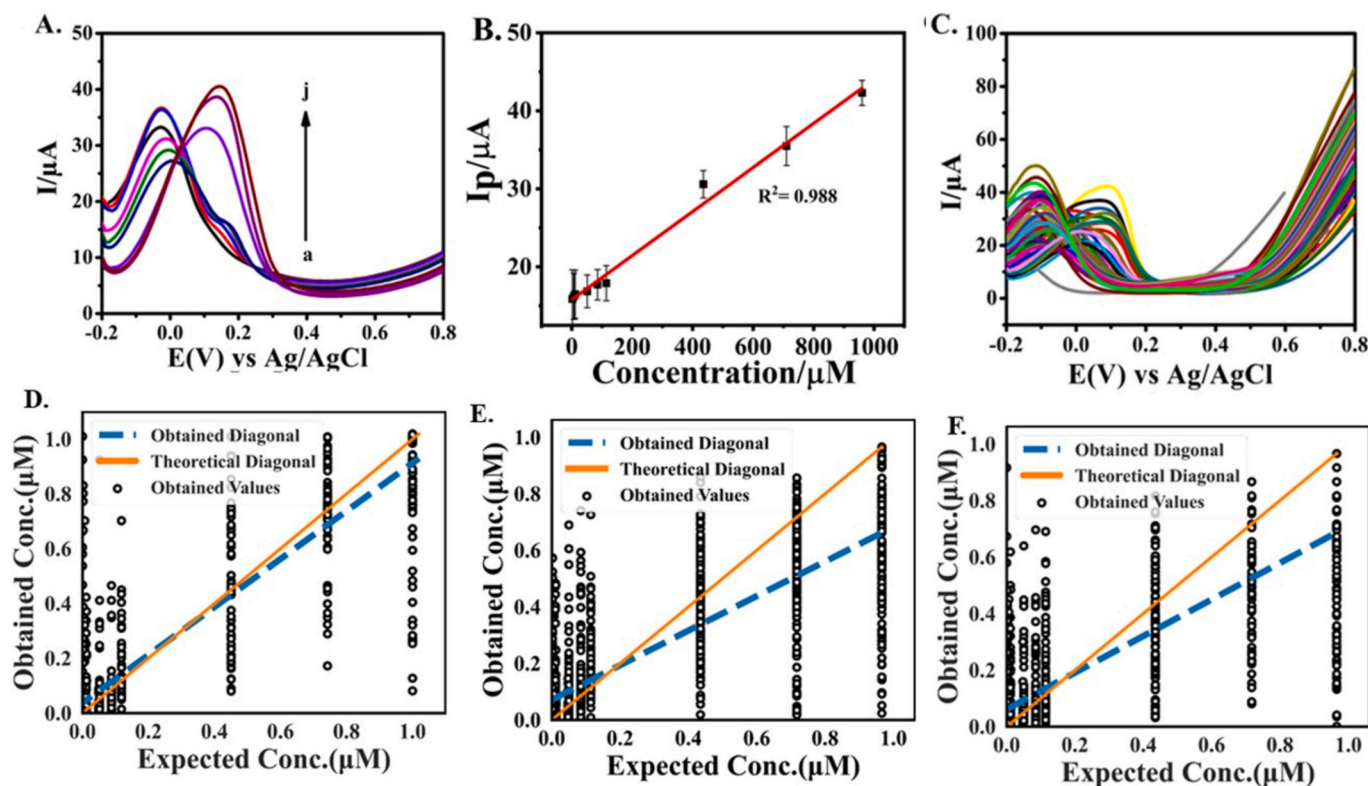 A.
50
40
30
20
10
0
I/μA
j
a
-0.2
0.0
0.2
0.4
0.6
0.8
E(V) vs Ag/AgCl
B.
50
40
30
20
Ip/μA
R²= 0.988
0
200
400
600
800
1000
Concentration/μM
C.
100
80
60
40
20
0
I/μA
-0.2
0.0
0.2
0.4
0.6
0.8
E(V) vs Ag/AgCl
D.
1.0
0.8
0.6
0.4
0.2
0.0
Obtained Conc.(μM)
Obtained Diagonal
Theoretical Diagonal
Obtained Values
0.0
0.2
0.4
0.6
0.8
1.0
Expected Conc.(μM)
E.
1.0
0.8
0.6
0.4
0.2
0.0
Obtained Conc.(μM)
Obtained Diagonal
Theoretical Diagonal
Obtained Values
0.0
0.2
0.4
0.6
0.8
1.0
Expected Conc.(μM)
F.
1.0
0.8
0.6
0.4
0.2
0.0
Obtained Conc.(μM)
Obtained Diagonal
Theoretical Diagonal
Obtained Values
0.0
0.2
0.4
0.6
0.8
1.0
Expected Conc.(μM)